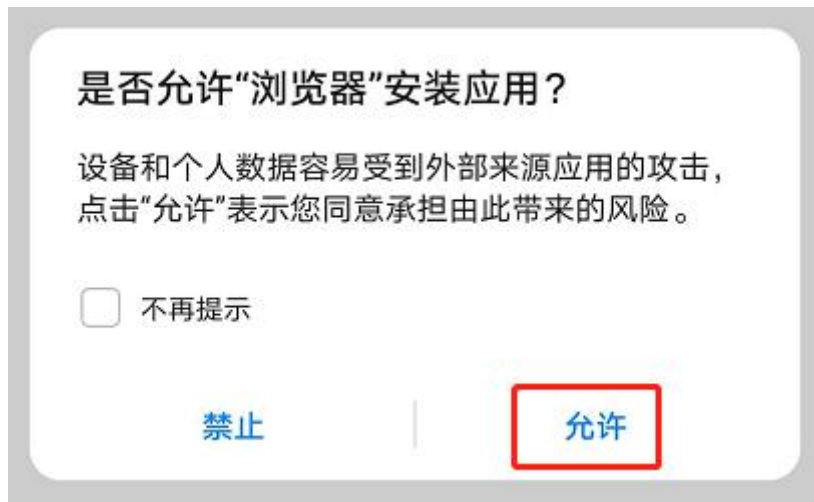 是否允许“浏览器”安装应用？
设备和个人数据容易受到外部来源应用的攻击，
点击“允许”表示您同意承担由此带来的风险。
不再提示
禁止
允许